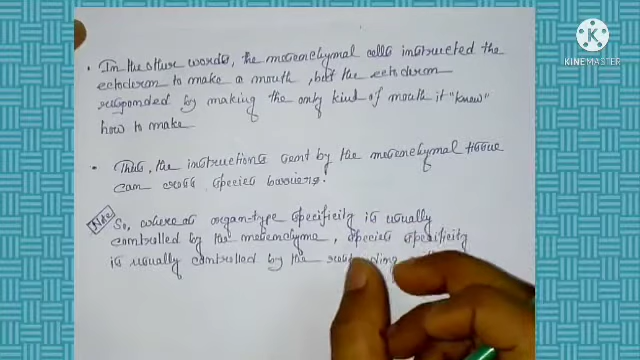 In the other words, the mesenchymal cells instructed the
ectoderm to make a mouth, but the ectoderm
responded by making the only kind of mouth it "knew"
how to make
Thus, the instructions sent by the mesenchymal tissue
can cross species barriers.
Note
So, where as organ-type specificity is usually
controlled by the mesenchyme, species specificity
is usually controlled by the
K
KINEMASTER